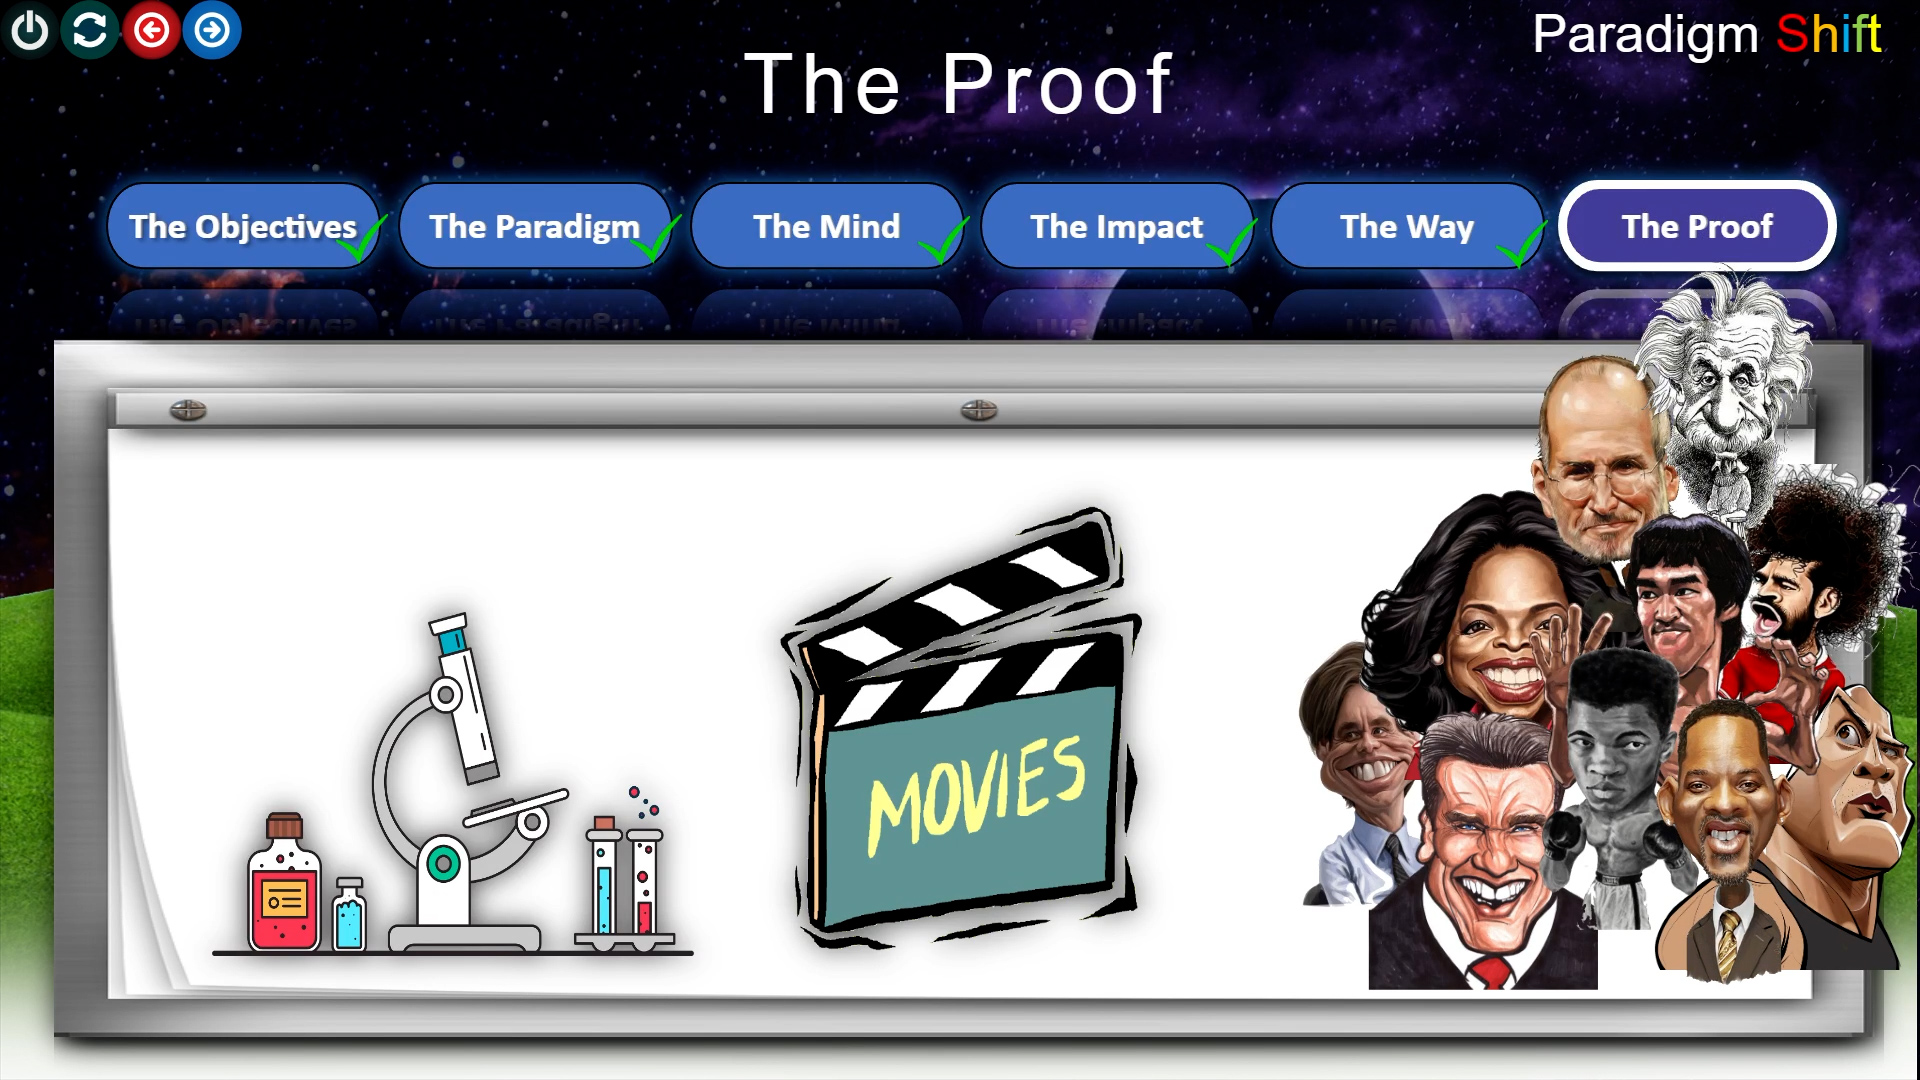 Paradigm Shift
The Proof
The Objectives
The Paradigm
The Mind
The Impact
The Way
The Proof
MOVIES